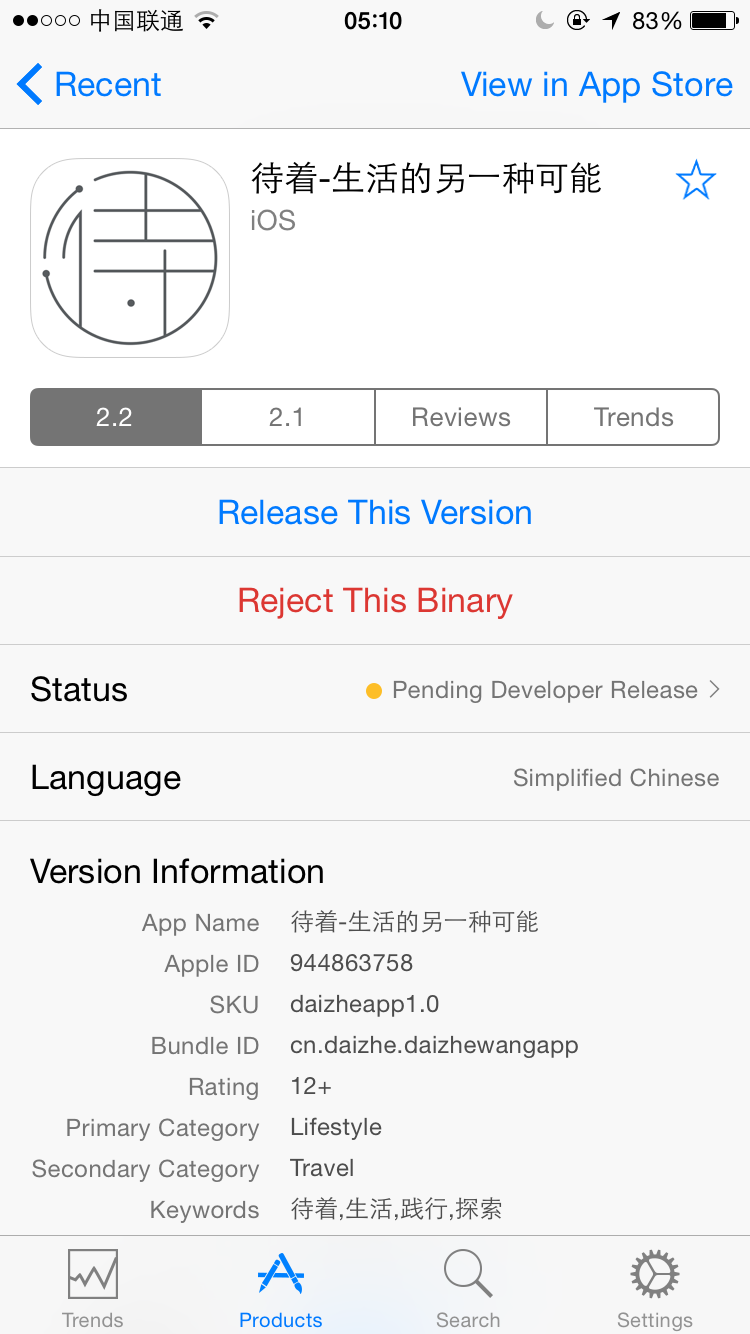 中国联通 05:10 83%
Recent View in App Store
待着-生活的另一种可能
iOS
2.2 2.1 Reviews Trends
Release This Version
Reject This Binary
Status Pending Developer Release
Language Simplified Chinese
Version Information
App Name 待着-生活的另一种可能
Apple ID 944863758
SKU daizheapp1.0
Bundle ID cn.daizhe.daizhewangapp
Rating 12+
Primary Category Lifestyle
Secondary Category Travel
Keywords 待着,生活,践行,探索
Trends Products Search Settings